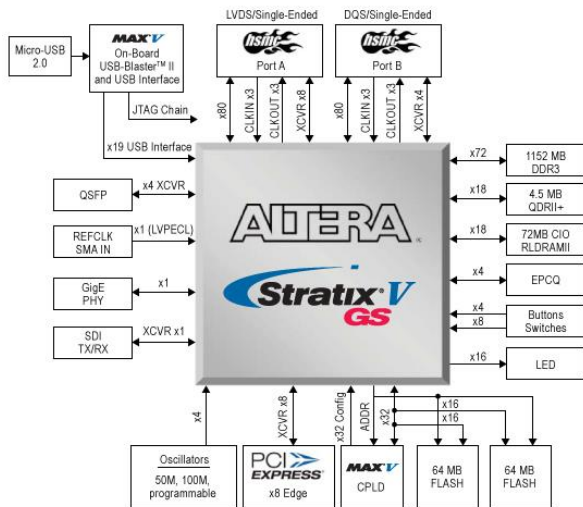 LVDS/Single-Ended
DQS/Single-Ended
Micro-USB
2.0
MAX V
On-Board
USB-Blaster™ II
and USB Interface
hsmc
Port A
hsmc
Port B
JTAG Chain
x19 USB Interface
x80
CLKIN x3
CLKOUT x3
XCVR x8
x80
CLKIN x3
CLKOUT x3
XCVR x4
QSFP
x4 XCVR
REFCLK
SMA IN
x1 (LVPECL)
GigE
PHY
x1
SDI
TX/RX
XCVR x1
ALTERA®
Stratix® V
GS
x72
1152 MB
DDR3
x18
4.5 MB
QDRII+
x18
72MB CIO
RLDRAMII
x4
EPCQ
x4
x8
Buttons
Switches
x16
LED
x4
XCVR x8
x32 Config
ADDR
x32
x16
x16
Oscillators
50M, 100M,
programmable
PCI
EXPRESS®
x8 Edge
MAX V
CPLD
64 MB
FLASH
64 MB
FLASH